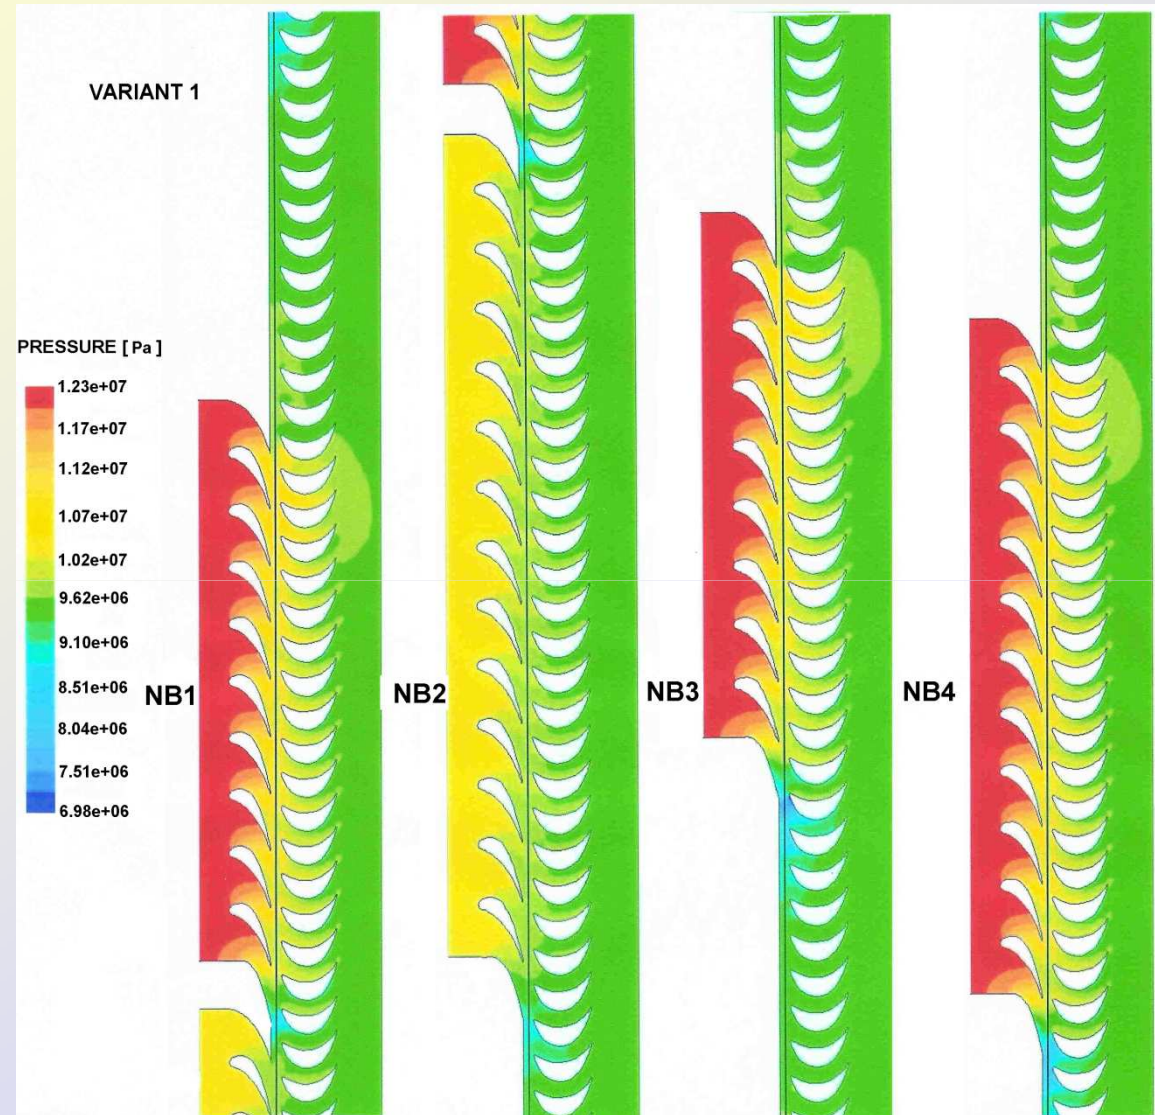 VARIANT 1
PRESSURE [ Pa ]
1.23e+07
1.17e+07
1.12e+07
1.07e+07
1.02e+07
9.62e+06
9.10e+06
8.51e+06
8.04e+06
7.51e+06
6.98e+06
NB1
NB2
NB3
NB4